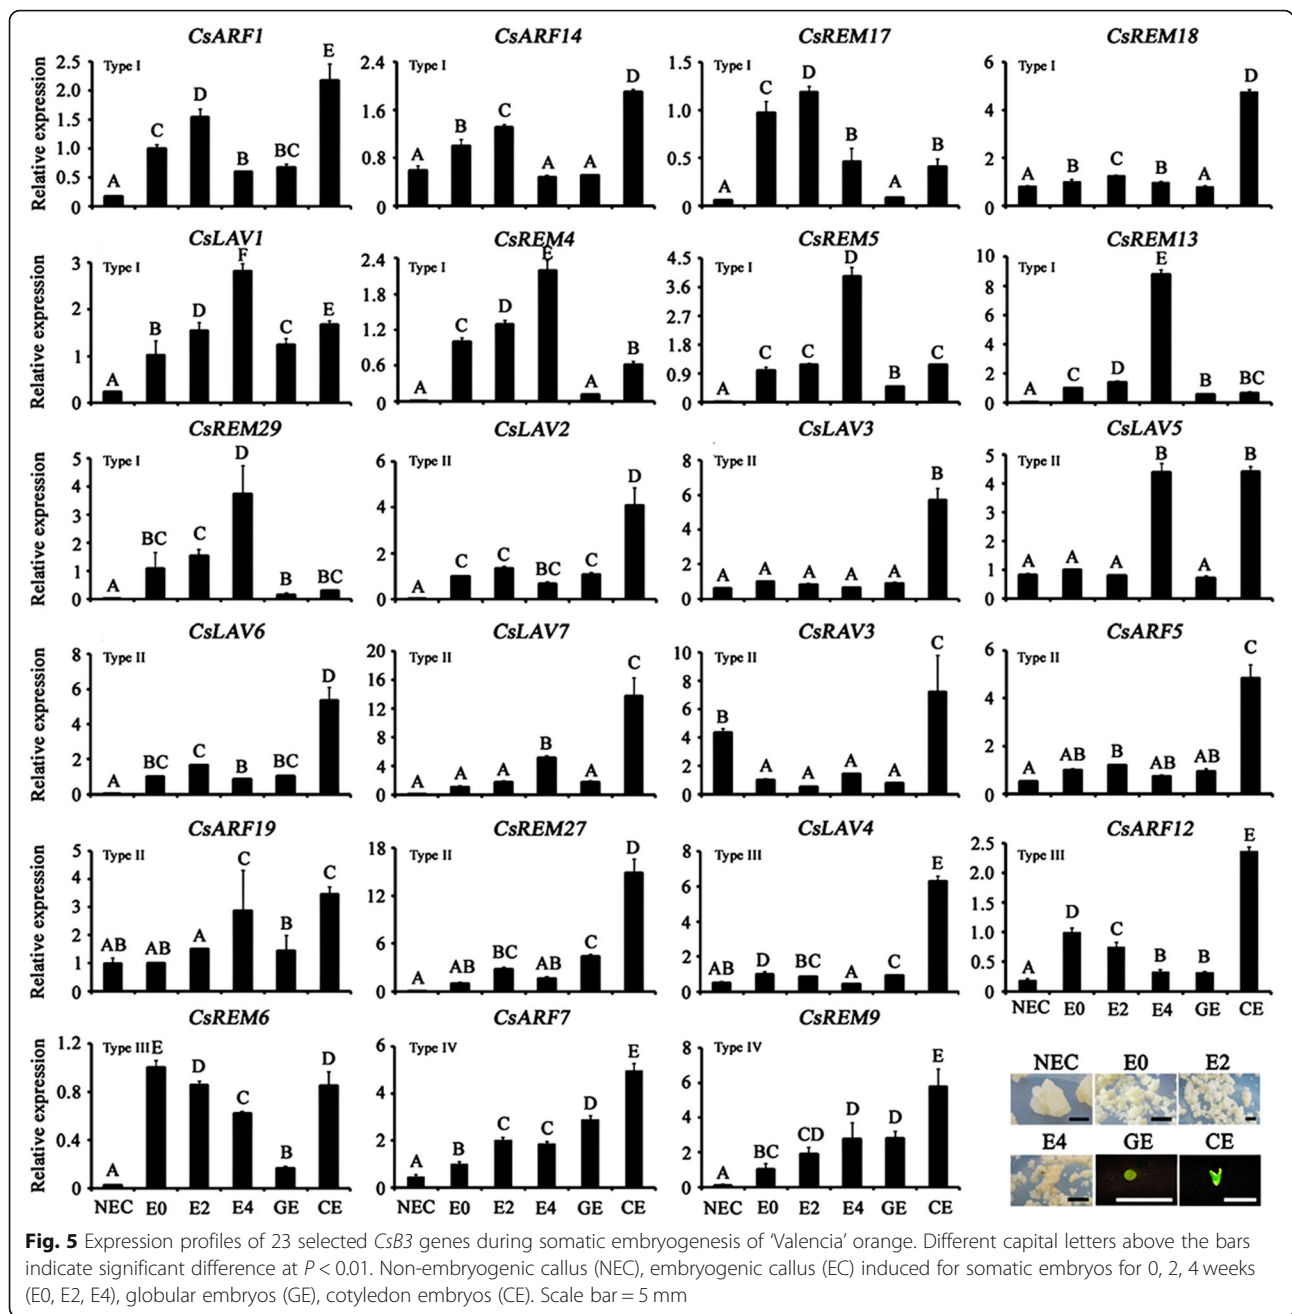 CsARF1 CsARF14 CsREM17 CsREM18
Relative expression
Type I
2.5
2.0
1.5
1.0
0.5
0
A C D B BC E
Type I
2.4
1.6
0.8
0
A B C A A D
Type I
1.5
1.0
0.5
0
A C D B A B
Type I
6
4
2
0
A B C B A D
CsLAV1 CsREM4 CsREM5 CsREM13
Relative expression
Type I
3
2
1
0
A B D F C E
Type I
2.4
1.8
1.2
0.6
0
A C D E A B
Type I
4.5
3.6
2.7
1.8
0.9
0
A C C D B C
Type I
10
8
6
4
2
0
A C D E B BC
CsREM29 CsLAV2 CsLAV3 CsLAV5
Relative expression
Type I
5
4
3
2
1
0
A BC C D B BC
Type II
6
4
2
0
A C C BC C D
Type II
8
6
4
2
0
A A A A A B
Type II
5
4
3
2
1
0
A A A B A B
CsLAV6 CsLAV7 CsRAV3 CsARF5
Relative expression
Type II
8
6
4
2
0
A BC C B BC D
Type II
20
16
12
8
4
0
A A A B A C
Type II
10
8
6
4
2
0
B A A A A C
Type II
6
4
2
0
A AB B AB AB C
CsARF19 CsREM27 CsLAV4 CsARF12
Relative expression
Type II
5
4
3
2
1
0
AB AB A C B C
Type II
18
12
6
0
A AB BC AB C D
Type III
8
6
4
2
0
AB D BC A C E
Type III
2.5
2.0
1.5
1.0
0.5
0
A D C B B E
NEC E0 E2 E4 GE CE
CsREM6 CsARF7 CsREM9
Relative expression
Type III
1.2
0.8
0.4
0
A E D C B D
NEC E0 E2 E4 GE CE
Type IV
6
4
2
0
A B C C D E
NEC E0 E2 E4 GE CE
Type IV
8
6
4
2
0
A BC CD D D E
NEC E0 E2 E4 GE CE
NEC E0 E2
E4 GE CE
Fig. 5 Expression profiles of 23 selected CsB3 genes during somatic embryogenesis of ‘Valencia’ orange. Different capital letters above the bars
indicate significant difference at P < 0.01. Non-embryogenic callus (NEC), embryogenic callus (EC) induced for somatic embryos for 0, 2, 4 weeks
(E0, E2, E4), globular embryos (GE), cotyledon embryos (CE). Scale bar = 5 mm